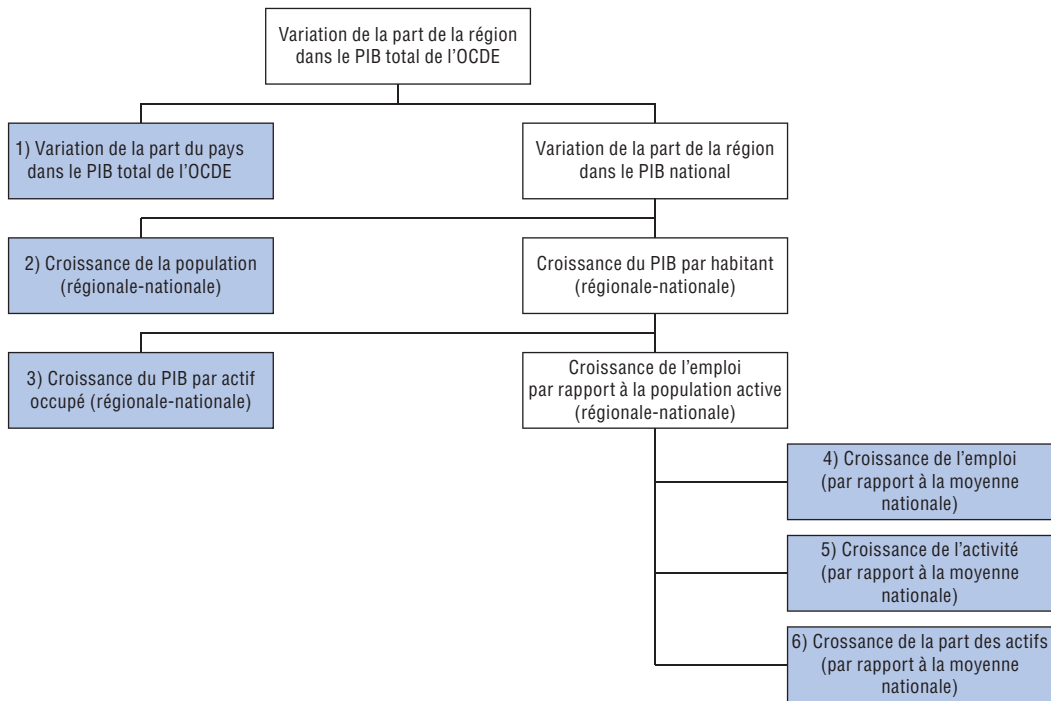 Variation de la part de la région
dans le PIB total de l’OCDE
1) Variation de la part du pays
dans le PIB total de l’OCDE
Variation de la part de la région
dans le PIB national
2) Croissance de la population
(régionale-nationale)
Croissance du PIB par habitant
(régionale-nationale)
3) Croissance du PIB par actif
occupé (régionale-nationale)
Croissance de l’emploi
par rapport à la population active
(régionale-nationale)
4) Croissance de l’emploi
(par rapport à la moyenne
nationale)
5) Croissance de l’activité
(par rapport à la moyenne
nationale)
6) Crossance de la part des actifs
(par rapport à la moyenne
nationale)